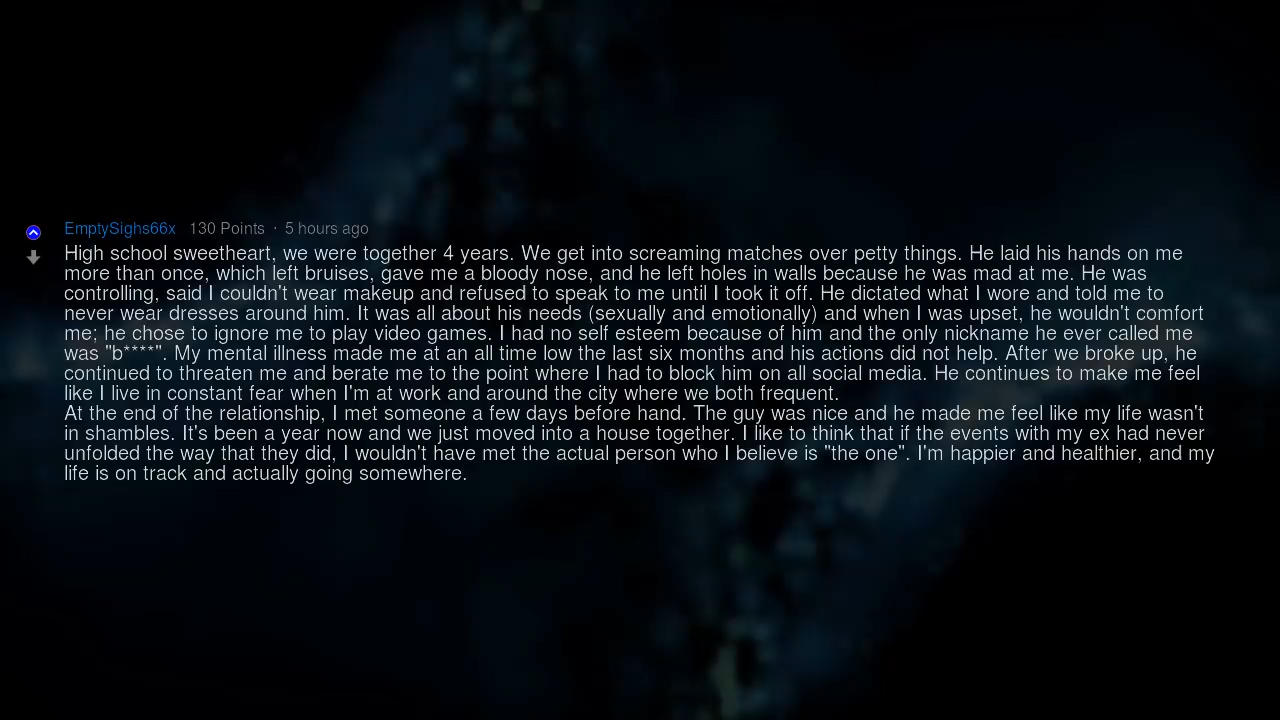 EmptySighs66x 130 Points · 5 hours ago
High school sweetheart, we were together 4 years. We get into screaming matches over petty things. He laid his hands on me
more than once, which left bruises, gave me a bloody nose, and he left holes in walls because he was mad at me. He was
controlling, said I couldn't wear makeup and refused to speak to me until I took it off. He dictated what I wore and told me to
never wear dresses around him. It was all about his needs (sexually and emotionally) and when I was upset, he wouldn't comfort
me; he chose to ignore me to play video games. I had no self esteem because of him and the only nickname he ever called me
was "b****". My mental illness made me at an all time low the last six months and his actions did not help. After we broke up, he
continued to threaten me and berate me to the point where I had to block him on all social media. He continues to make me feel
like I live in constant fear when I'm at work and around the city where we both frequent.
At the end of the relationship, I met someone a few days before hand. The guy was nice and he made me feel like my life wasn't
in shambles. It's been a year now and we just moved into a house together. I like to think that if the events with my ex had never
unfolded the way that they did, I wouldn't have met the actual person who I believe is "the one". I'm happier and healthier, and my
life is on track and actually going somewhere.